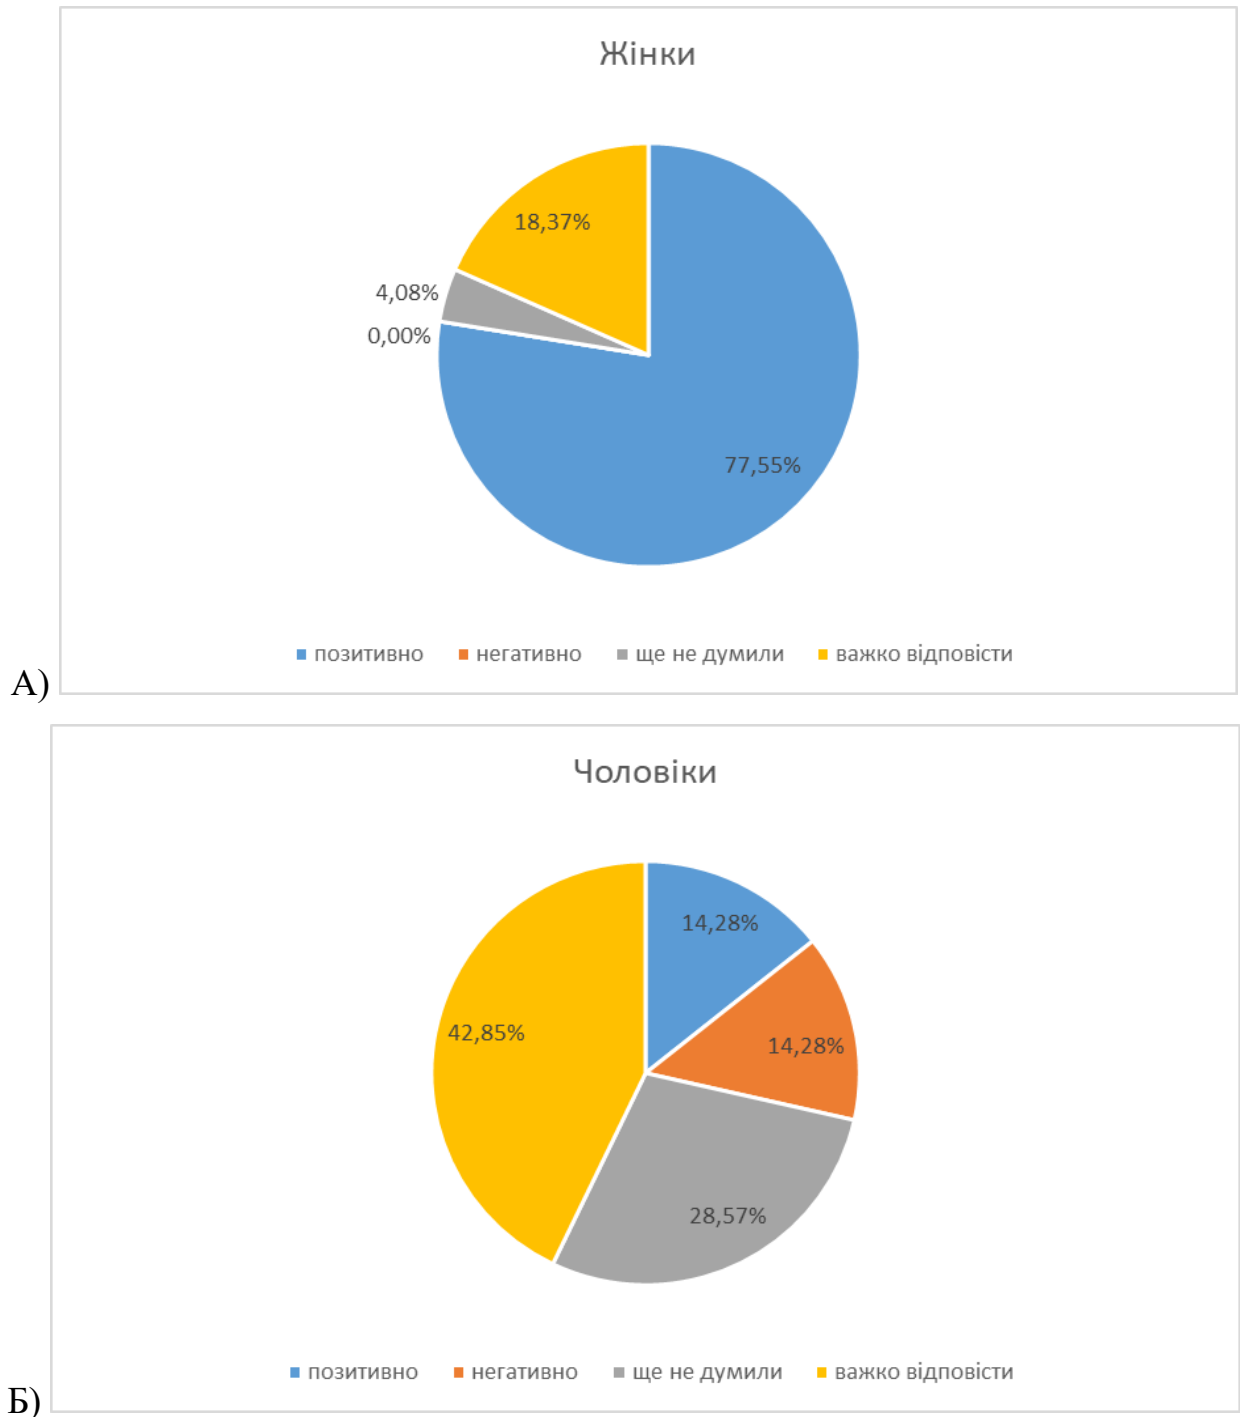 Жінки
18,37%
4,08%
0,00%
77,55%
позитивно негативно ще не думили важко відповісти
А)
Чоловіки
14,28%
42,85%
14,28%
28,57%
позитивно негативно ще не думили важко відповісти
Б)